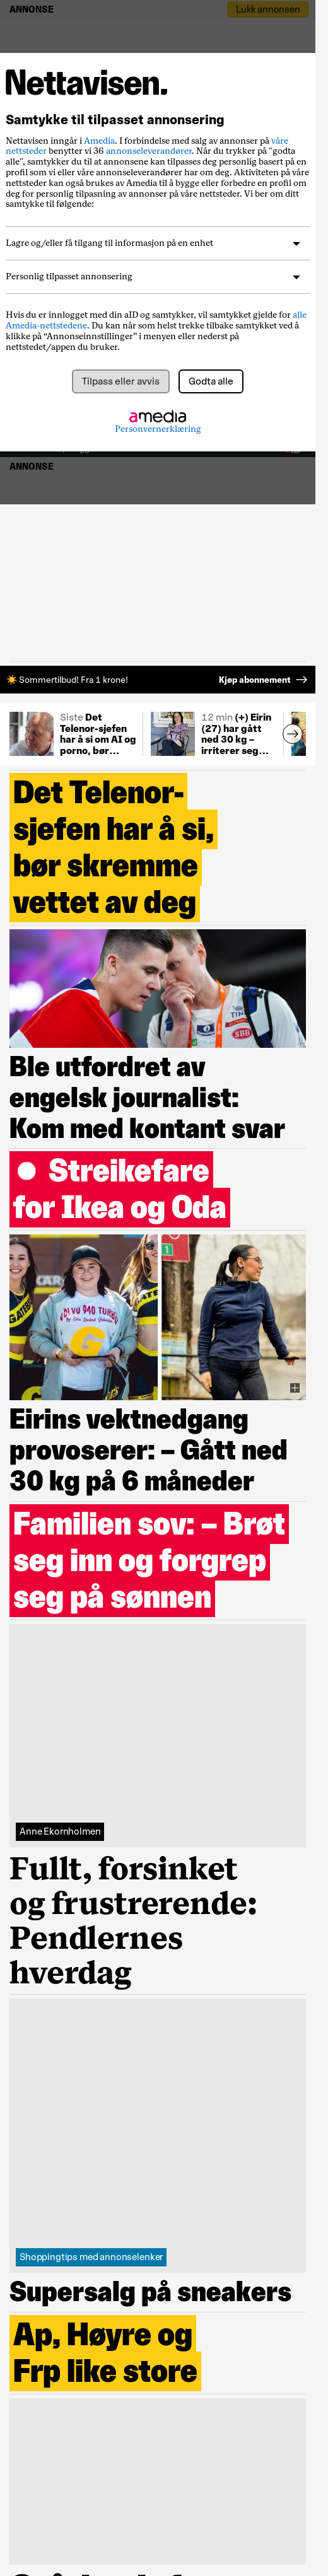 ANNONSE
Lukk annonsen
Nettavisen.
Samtykke til tilpasset annonsering
Nettavisen inngår i Amedia. I forbindelse med salg av annonser på våre
nettsteder benytter vi 36 annonseleverandører. Når du trykker på "godta
alle", samtykker du til at annonsene kan tilpasses deg personlig basert på en
profil som vi eller våre annonseleverandører har om deg. Aktiviteten på våre
nettsteder kan også brukes av Amedia til å bygge eller forbedre en profil om
deg for personlig tilpasning av annonser på våre nettsteder. Vi ber om ditt
samtykke til følgende:
Lagre og/eller få tilgang til informasjon på en enhet
Personlig tilpasset annonsering
Hvis du er innlogget med din aID og samtykker, vil samtykket gjelde for alle
Amedia-nettstedene. Du kan når som helst trekke tilbake samtykket ved å
klikke på “Annonseinnstillinger” i menyen eller nederst på
nettstedet/appen du bruker.
Tilpass eller avvis
Godta alle
amedia
Personvernerklæring
ANNONSE
Sommertilbud! Fra 1 krone!
Kjøp abonnement
Siste Det
Telenor-sjefen
har å si om AI og
porno, bør...
12 min (+) Eirin
(27) har gått
ned 30 kg –
irriterer seg...
Det Telenor-
sjefen har å si,
bør skremme
vettet av deg
Ble utfordret av
engelsk journalist:
Kom med kontant svar
Streikefare
for Ikea og Oda
Eirins vektnedgang
provoserer: – Gått ned
30 kg på 6 måneder
Familien sov: – Brøt
seg inn og forgrep
seg på sønnen
Anne Ekornholmen
Fullt, forsinket
og frustrerende:
Pendlernes
hverdag
Shoppingtips med annonselenker
Supersalg på sneakers
Ap, Høyre og
Frp like store